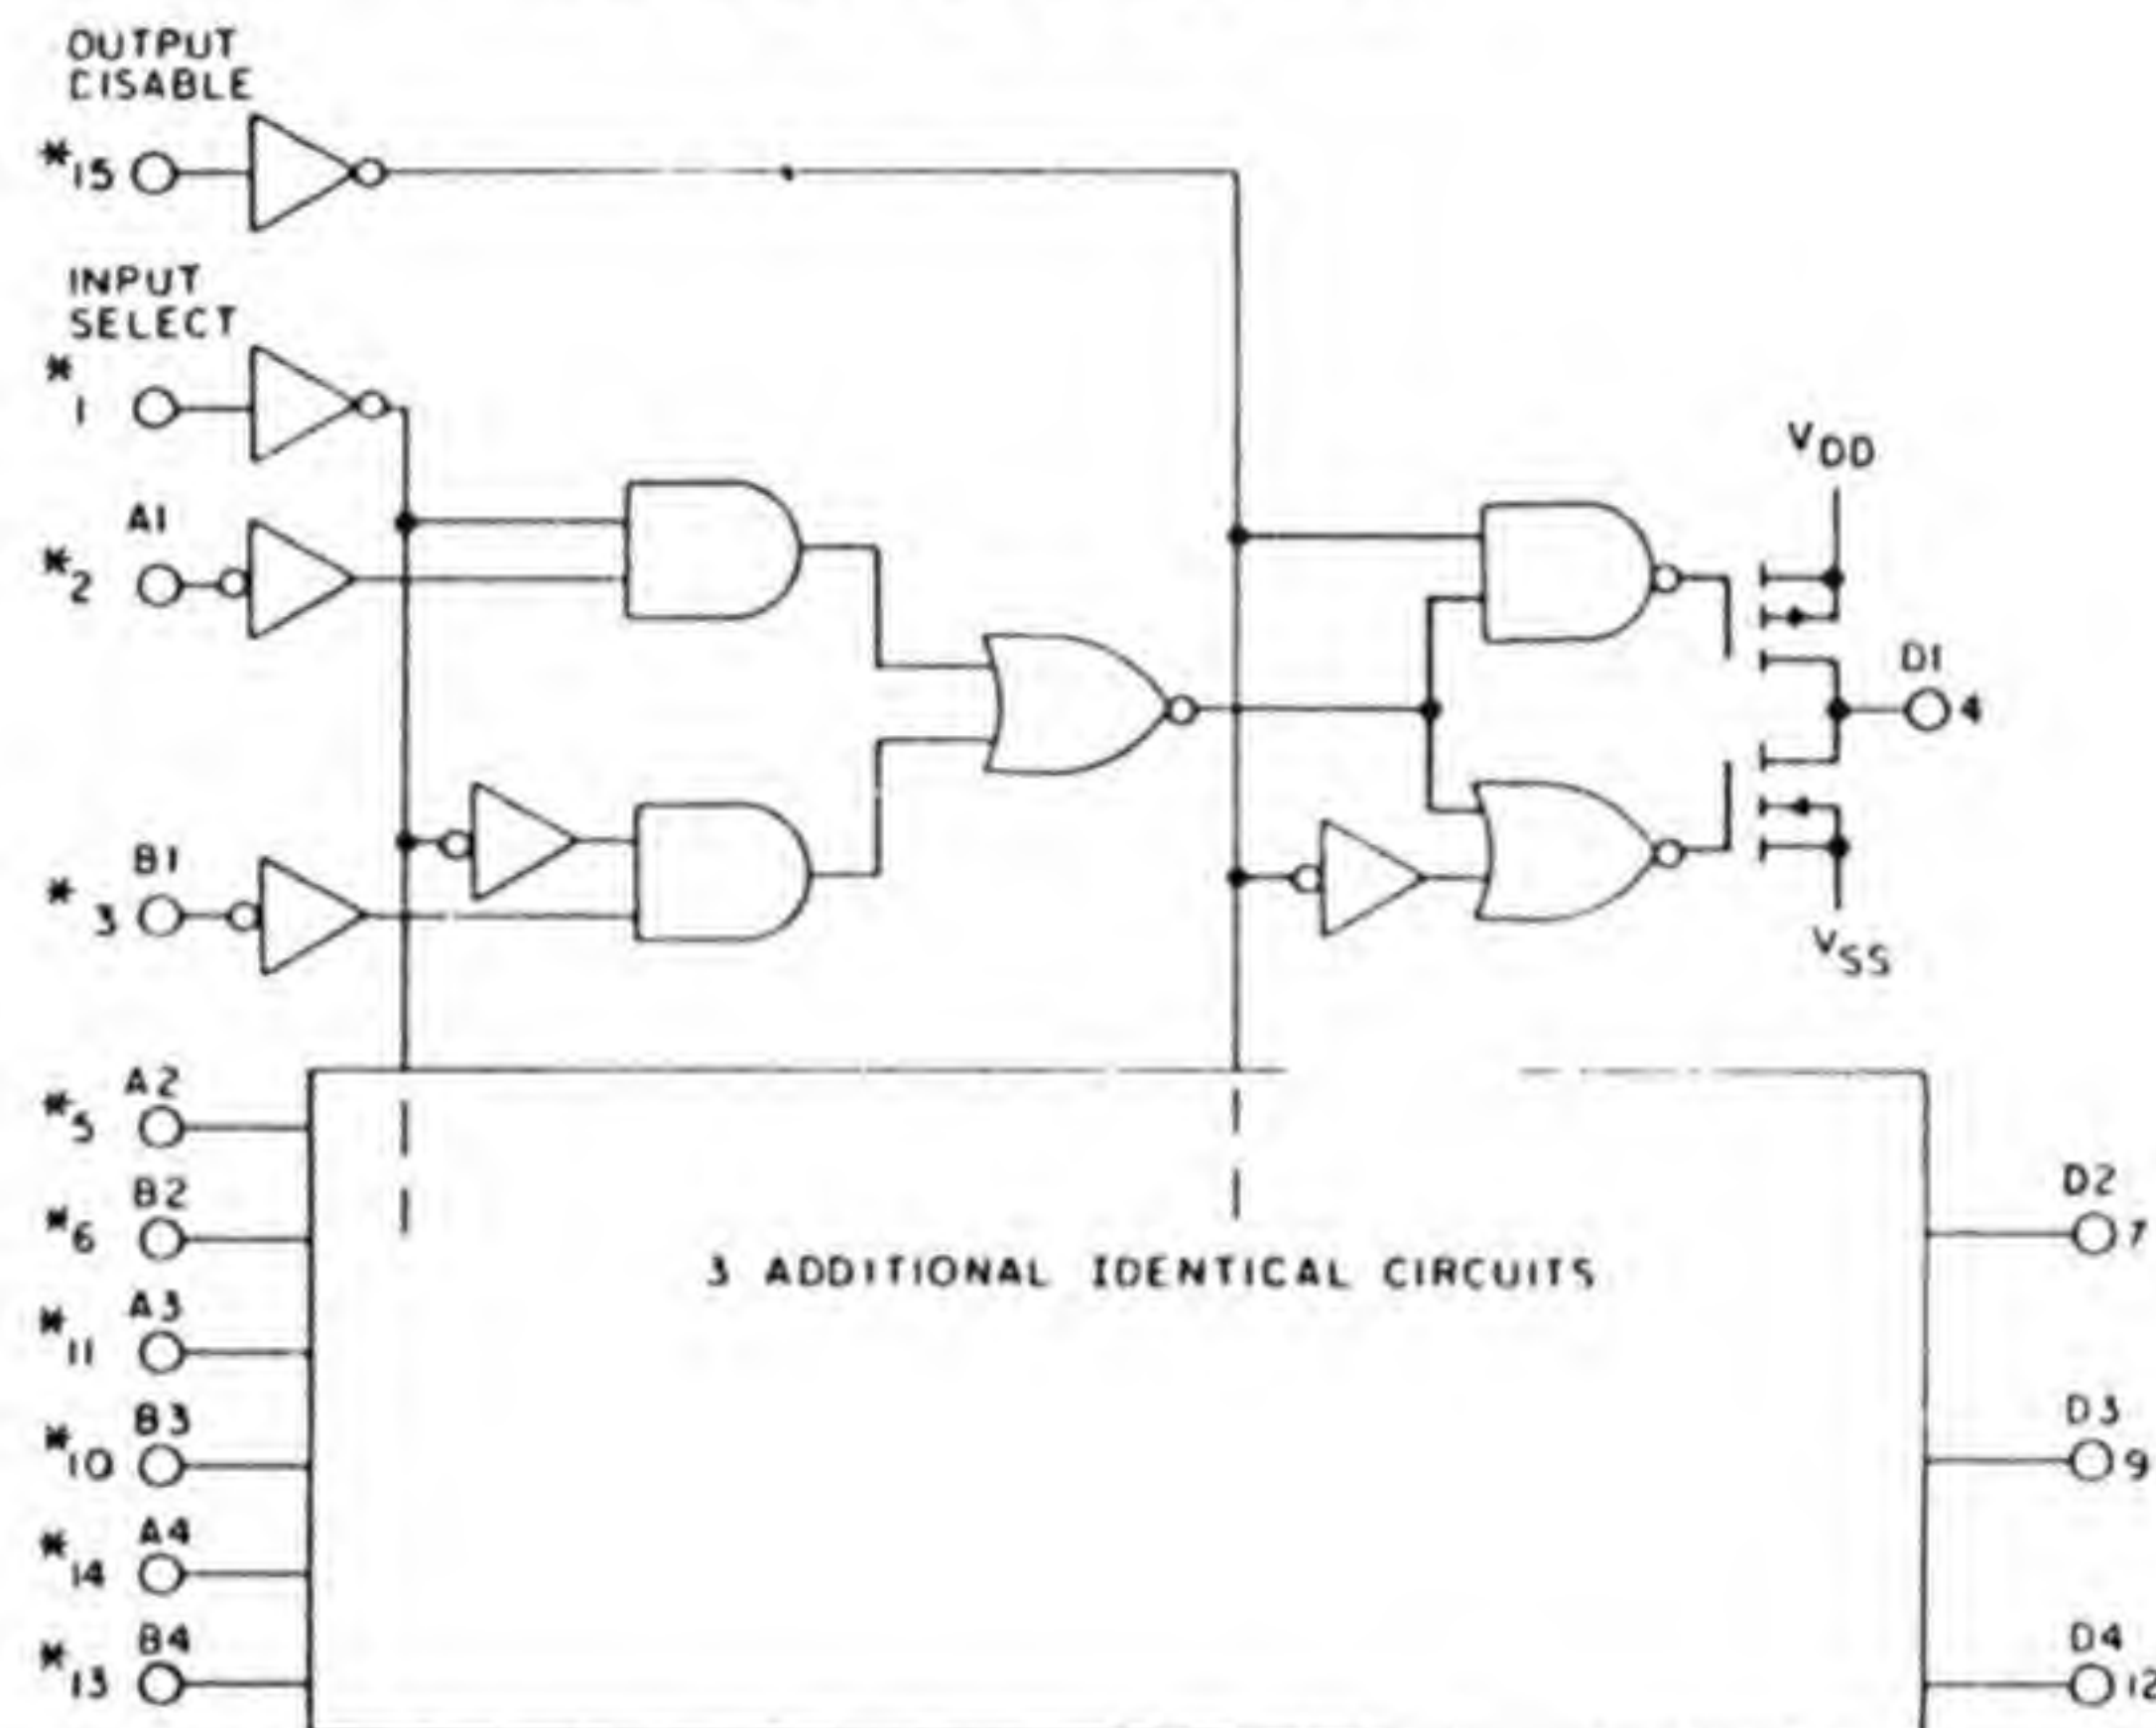 OUTPUT
CISABLE
*15
INPUT
SELECT
*
1
VDD
A1
*2
D1
4
B1
*3
VSS
A2
*5
B2
*6
D2
7
3 ADDITIONAL IDENTICAL CIRCUITS
A3
*11
B3
*10
D3
9
A4
*14
B4
*13
D4
12